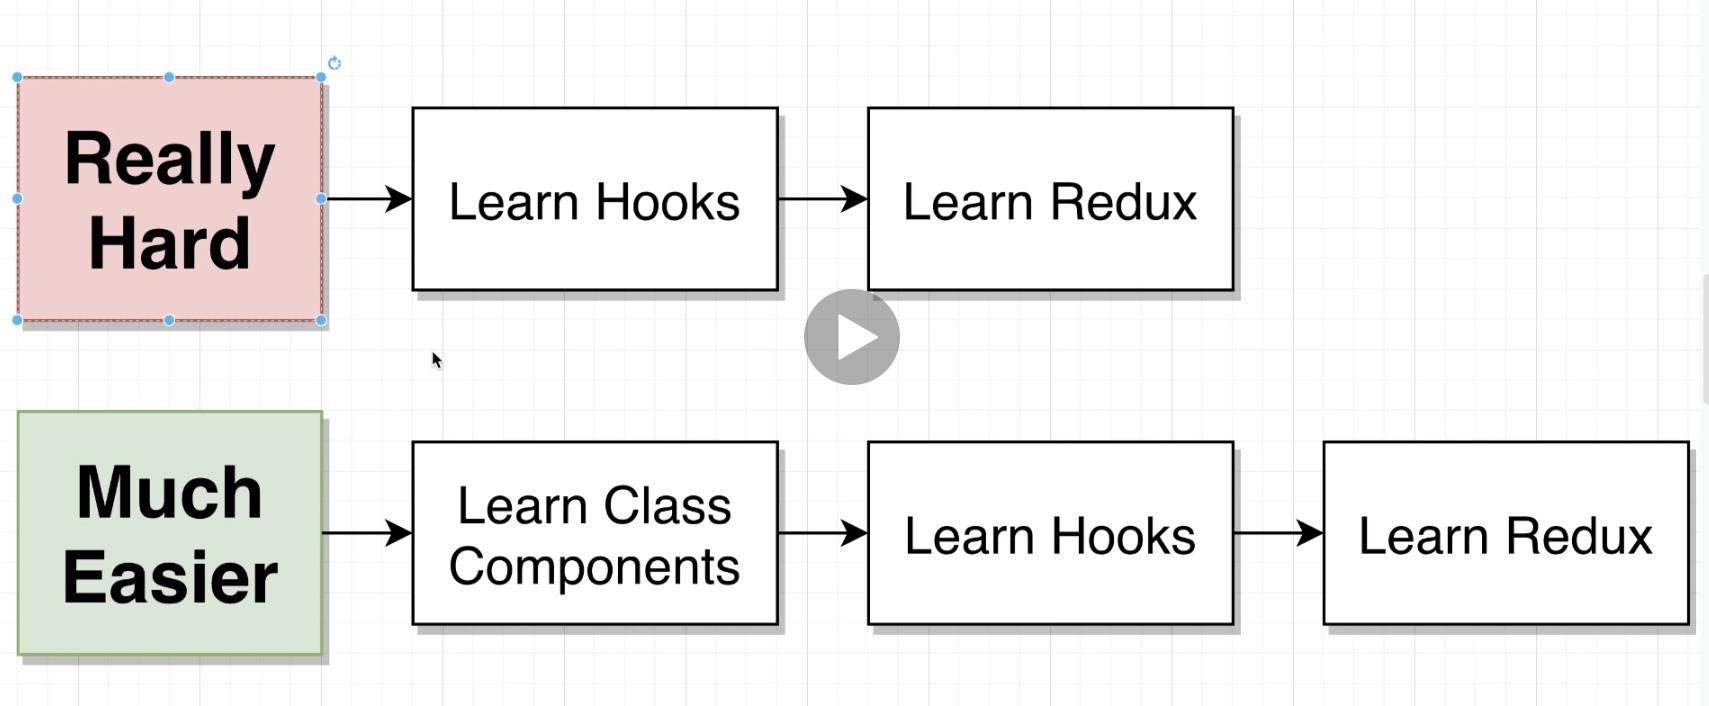 Really
Hard
Learn Hooks
Learn Redux
Much
Easier
Learn Class
Components
Learn Hooks
Learn Redux